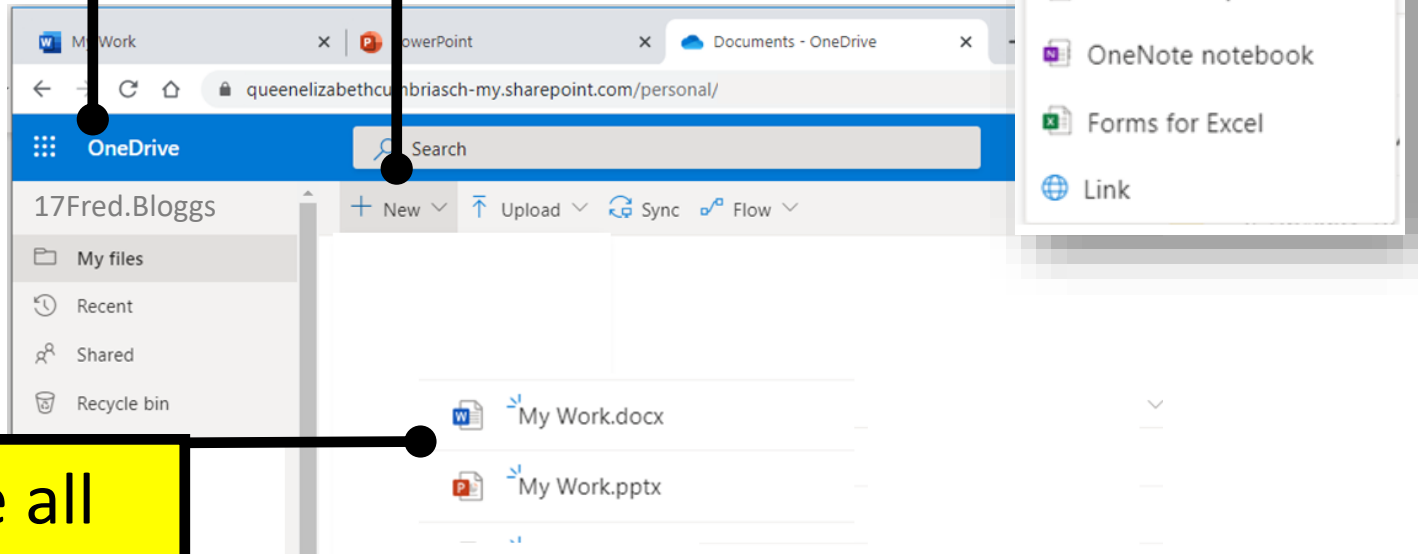 My Work
PowerPoint
Documents - OneDrive
queenelizabethcumbriasch-my.sharepoint.com/personal/
OneDrive
Search
17Fred.Bloggs
New
Upload
Sync
Flow
My files
Recent
Shared
Recycle bin
My Work.docx
My Work.pptx
all
OneNote notebook
Forms for Excel
Link